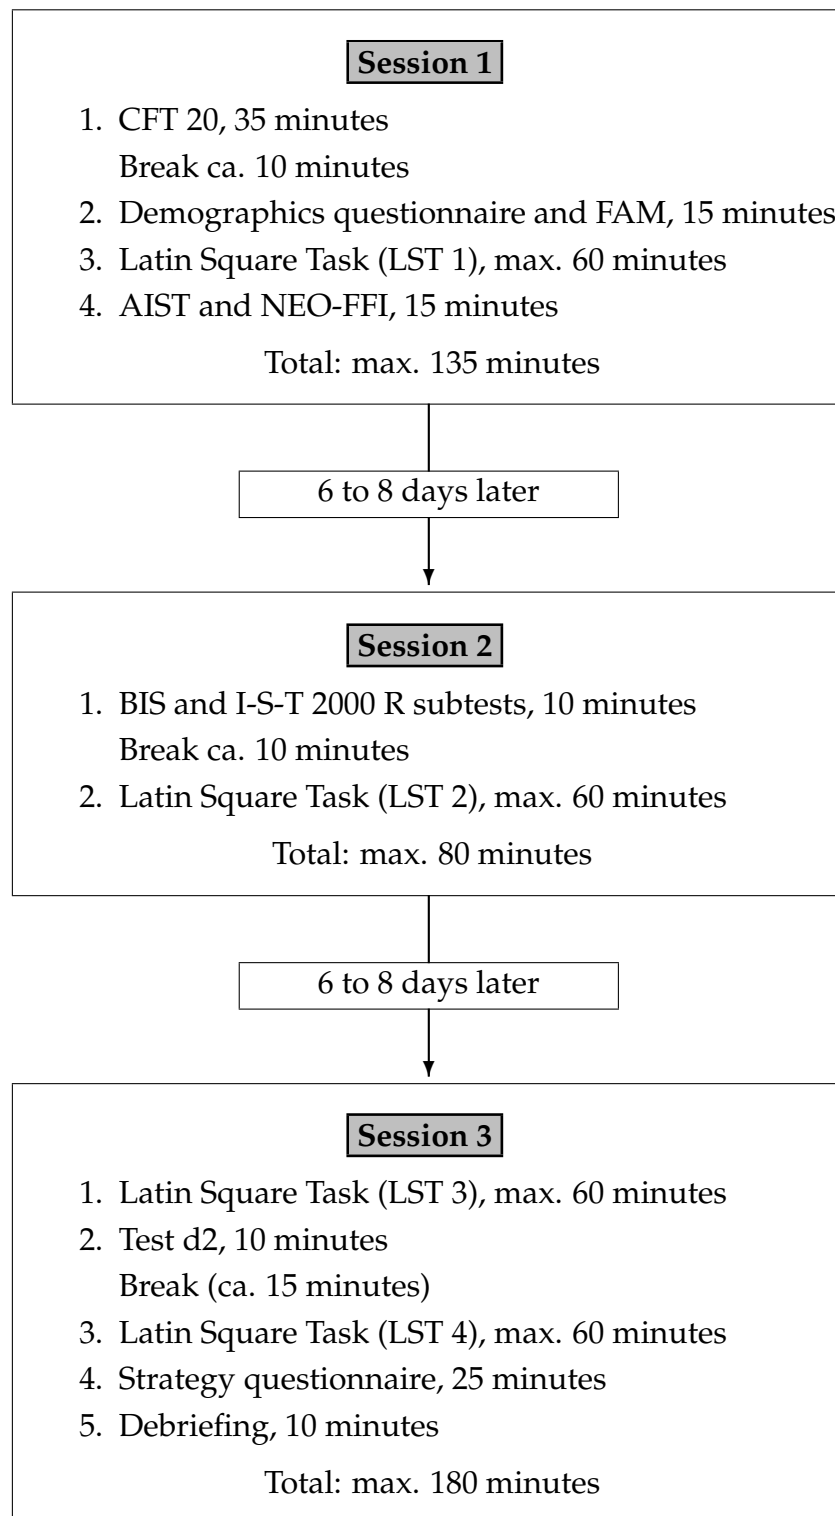 Session 1
1. CFT 20, 35 minutes
Break ca. 10 minutes
2. Demographics questionnaire and FAM, 15 minutes
3. Latin Square Task (LST 1), max. 60 minutes
4. AIST and NEO-FFI, 15 minutes
Total: max. 135 minutes
6 to 8 days later
Session 2
1. BIS and I-S-T 2000 R subtests, 10 minutes
Break ca. 10 minutes
2. Latin Square Task (LST 2), max. 60 minutes
Total: max. 80 minutes
6 to 8 days later
Session 3
1. Latin Square Task (LST 3), max. 60 minutes
2. Test d2, 10 minutes
Break (ca. 15 minutes)
3. Latin Square Task (LST 4), max. 60 minutes
4. Strategy questionnaire, 25 minutes
5. Debriefing, 10 minutes
Total: max. 180 minutes